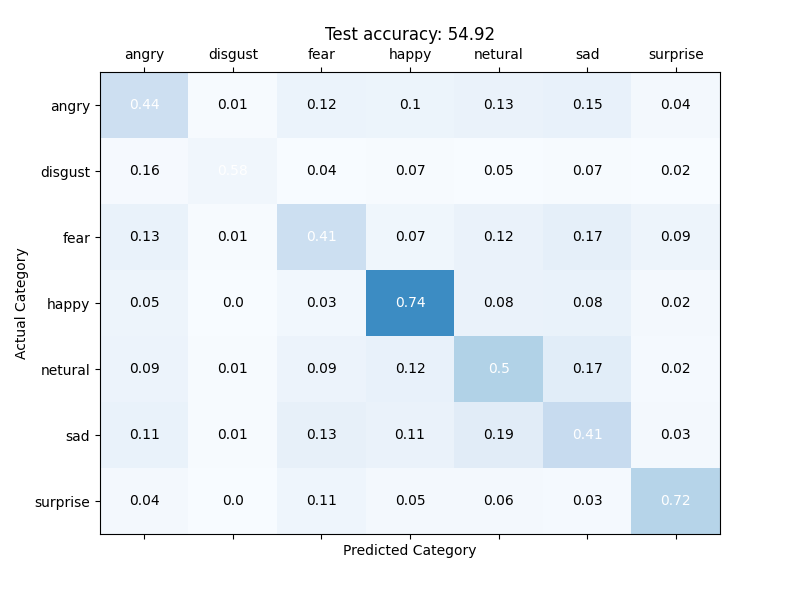 Test accuracy: 54.92
angry disgust fear happy netural sad surprise
angry 0.44 0.01 0.12 0.1 0.13 0.15 0.04
disgust 0.16 0.58 0.04 0.07 0.05 0.07 0.02
fear 0.13 0.01 0.41 0.07 0.12 0.17 0.09
happy 0.05 0.0 0.03 0.74 0.08 0.08 0.02
netural 0.09 0.01 0.09 0.12 0.5 0.17 0.02
sad 0.11 0.01 0.13 0.11 0.19 0.41 0.03
surprise 0.04 0.0 0.11 0.05 0.06 0.03 0.72
Actual Category
Predicted Category